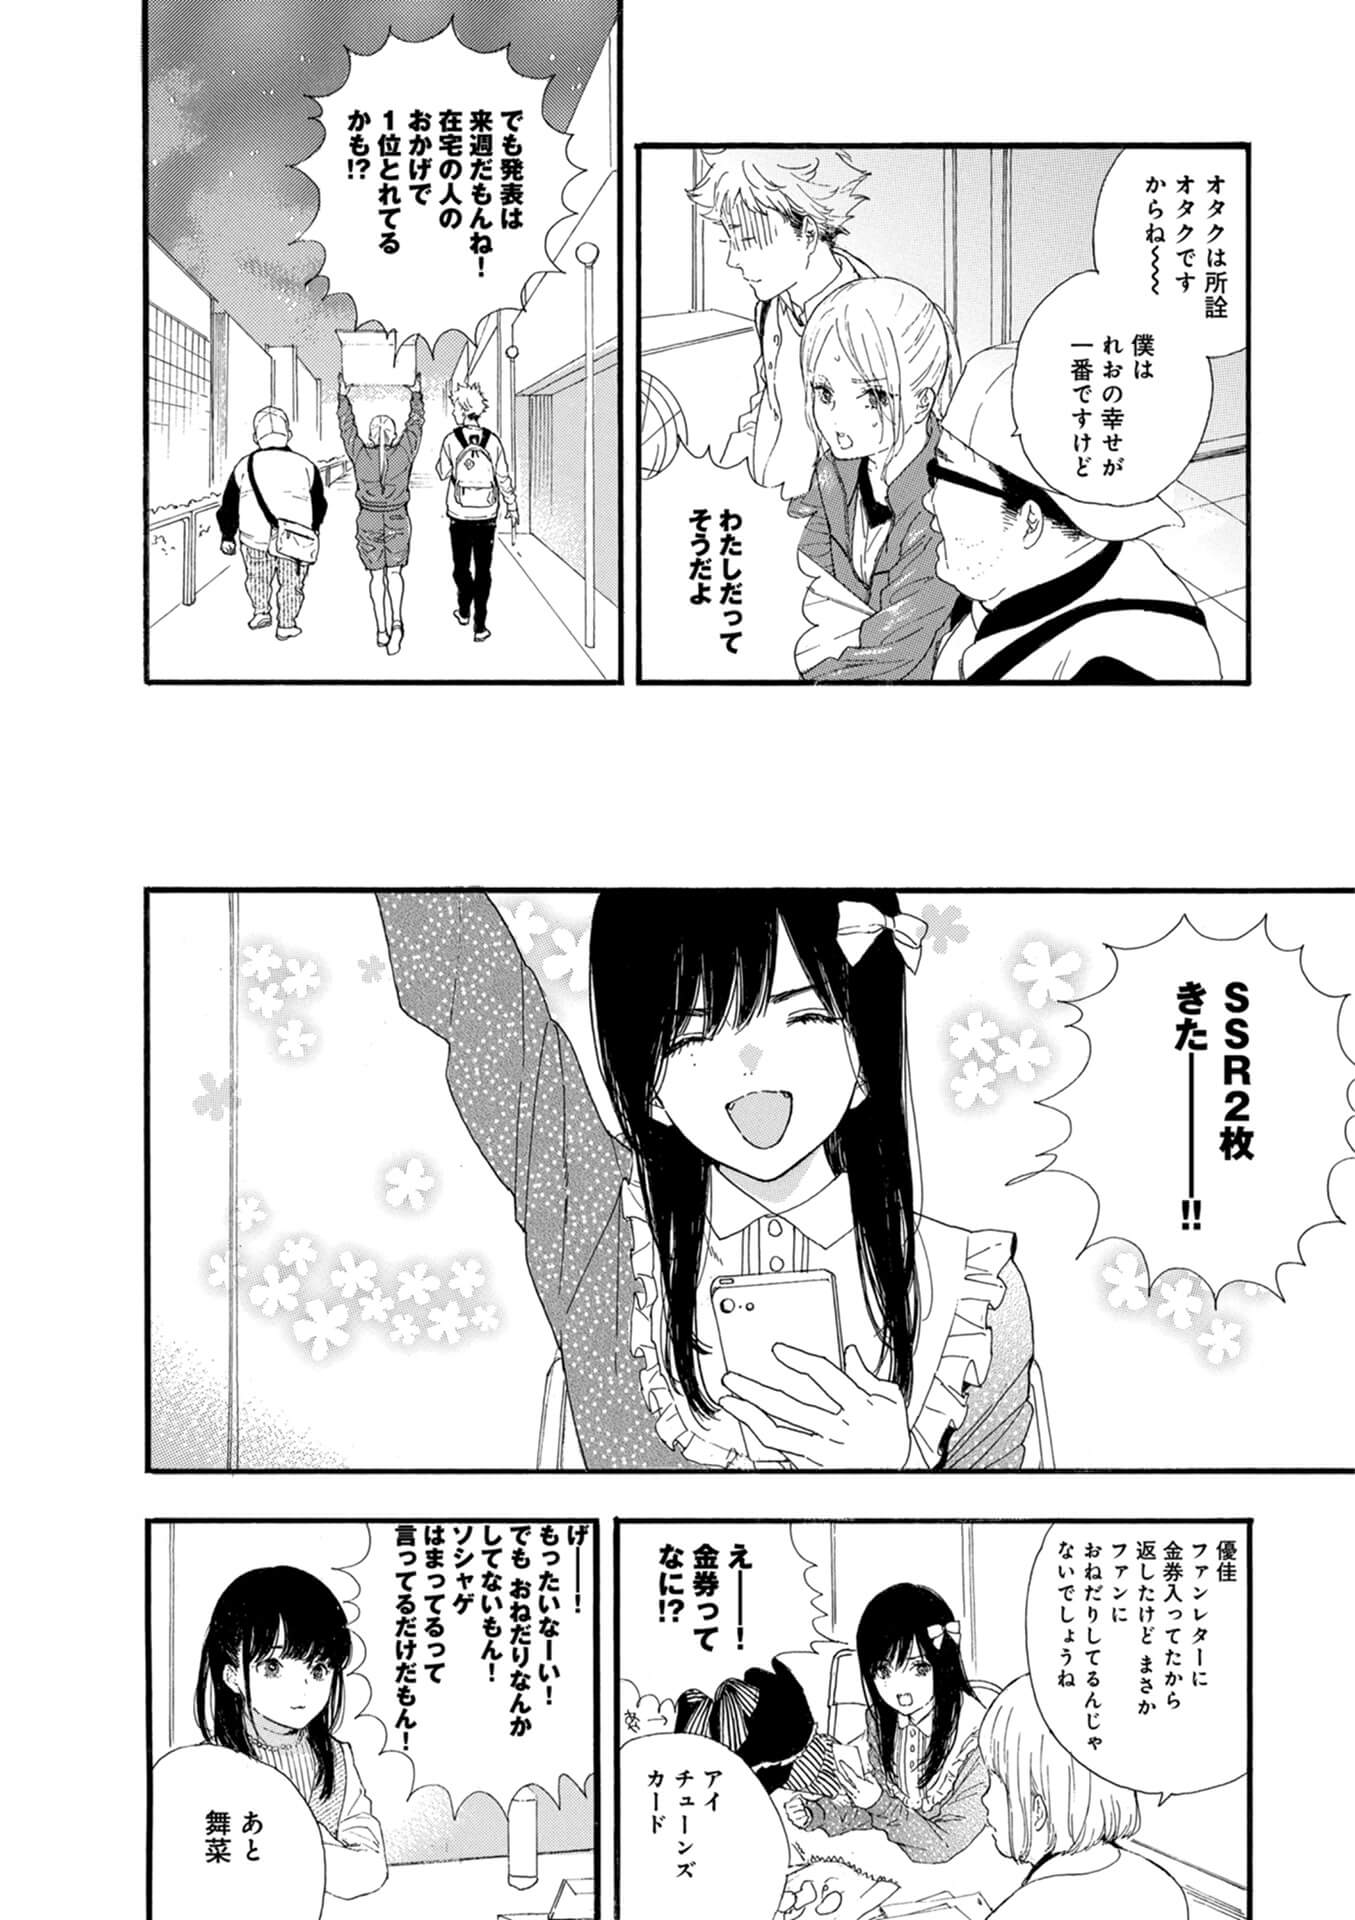 オタクは所詮
オタクです
からね〜〜
僕は
れおの幸せが
一番ですけど
わたしだって
そうだよ
でも発表は
来週だもんね！
在宅の人の
おかげで
1位とれてる
かも!?
SSR2枚
きた———!!
優佳
ファンレターに
金券入ってたから
返したけど まさか
ファンに
おねだりしてるんじゃ
ないでしょうね
え——！
金券って
なに!?
アイ
チューンズ
カード
げ——！
もったいなーい！
でも おねだりなんか
してないもん！
ソシャゲ
はまってるって
言ってるだけだもん！
あと
舞菜